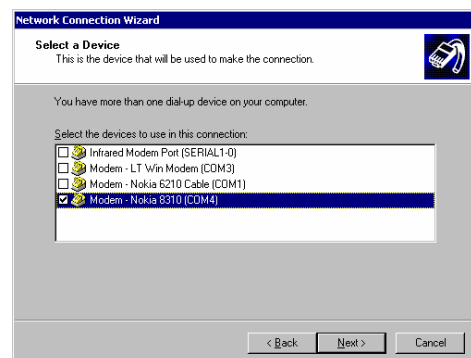 Network Connection Wizard
Select a Device
This is the device that will be used to make the connection.
You have more than one dial-up device on your computer.
Select the devices to use in this connection:
Infrared Modem Port (SERIAL1-0)
Modem - LT Win Modem (COM3)
Modem - Nokia 6210 Cable (COM1)
Modem - Nokia 8310 (COM4)
< Back
Next >
Cancel